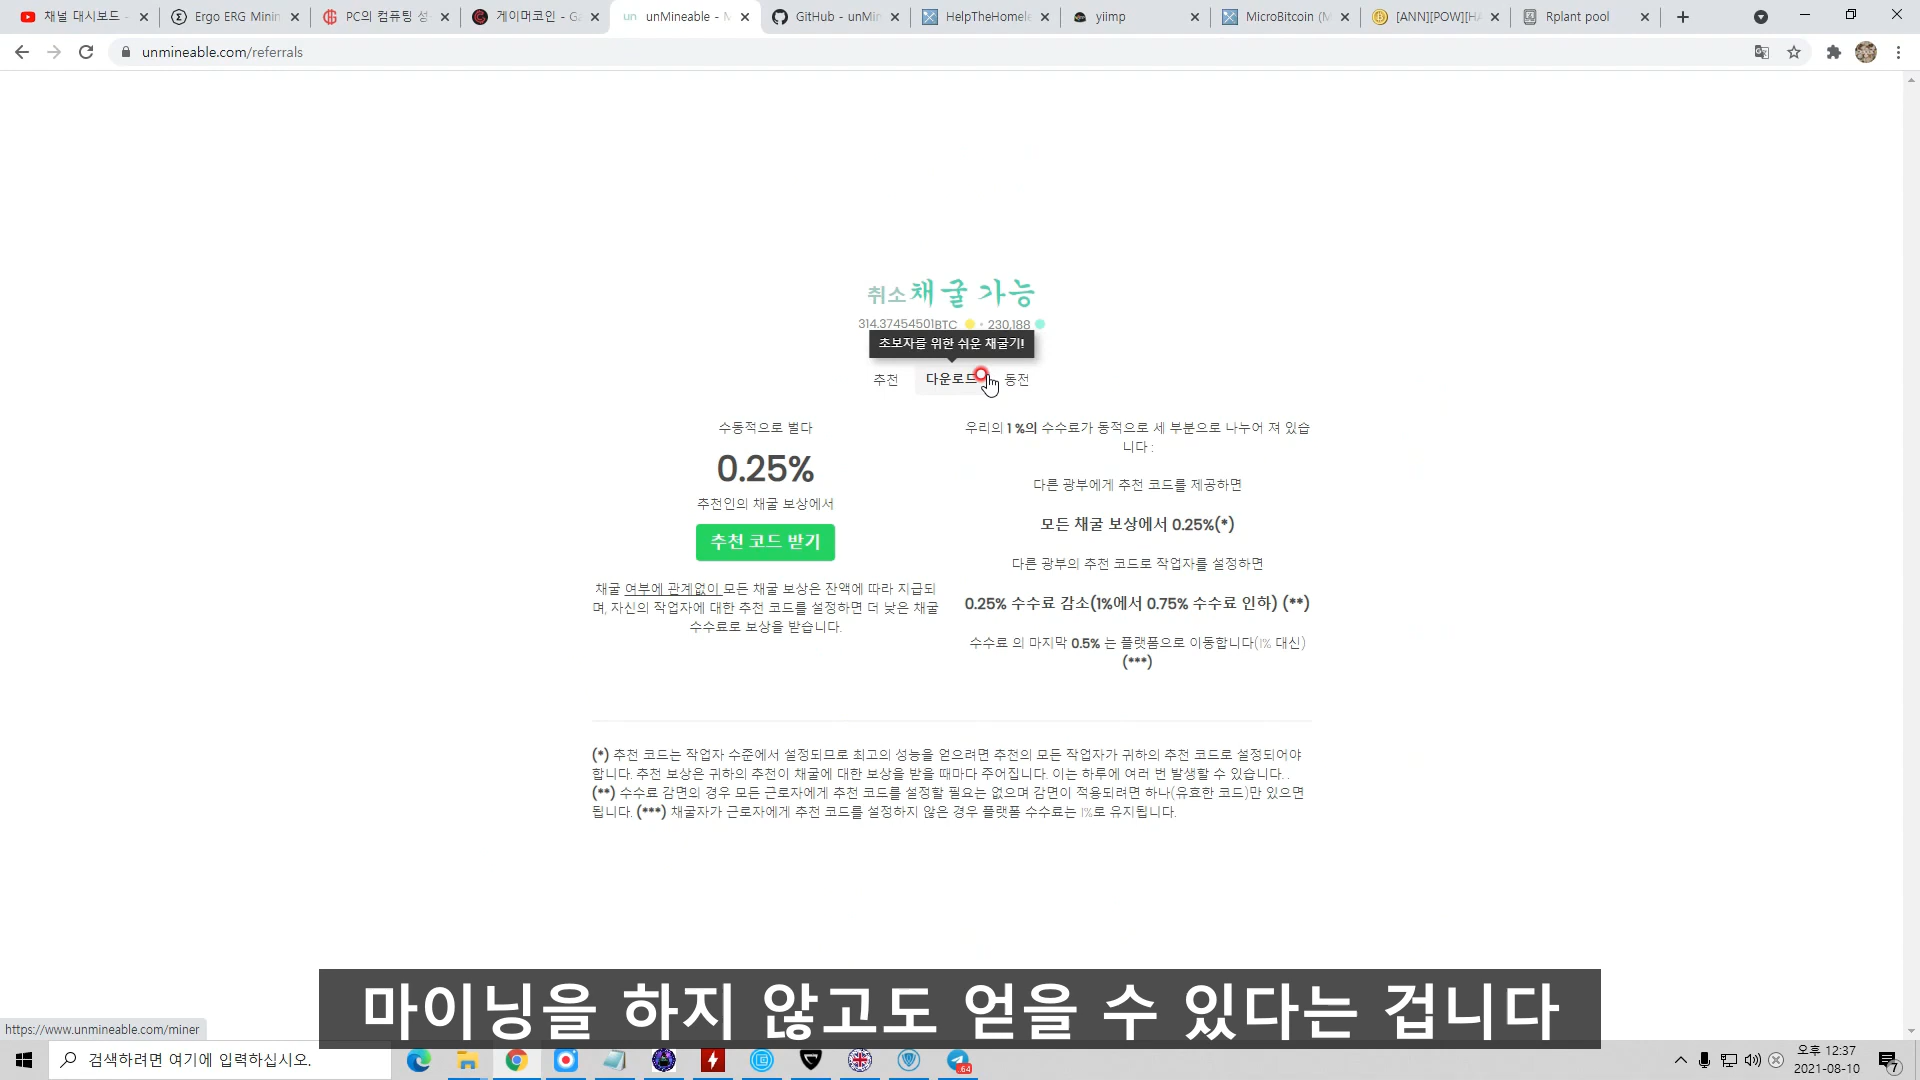 채널 대시보드 -
Ergo ERG Minin
PC의 컴퓨팅 성
게이머코인 - G
unMineable - M
GitHub - unMin
HelpTheHomele
yiimp
MicroBitcoin (M
[ANN][POW][HA
Rplant pool
unmineable.com/referrals
취소 채굴 가능
314.37454501BTC • 230,188
초보자를 위한 쉬운 채굴기!
추천
다운로드
동전
수동적으로 벌다
0.25%
추천인의 채굴 보상에서
추천 코드 받기
채굴 여부에 관계없이 모든 채굴 보상은 잔액에 따라 지급되
며, 자신의 작업자에 대한 추천 코드를 설정하면 더 낮은 채굴
수수료로 보상을 받습니다.
우리의 1 %의 수수료가 동적으로 세 부분으로 나누어 져 있습
니다 :
다른 광부에게 추천 코드를 제공하면
모든 채굴 보상에서 0.25%(*)
다른 광부의 추천 코드로 작업자를 설정하면
0.25% 수수료 감소(1%에서 0.75% 수수료 인하) (**)
수수료 의 마지막 0.5% 는 플랫폼으로 이동합니다(1% 대신)
(***)
(*) 추천 코드는 작업자 수준에서 설정되므로 최고의 성능을 얻으려면 추천의 모든 작업자가 귀하의 추천 코드로 설정되어야
합니다. 추천 보상은 귀하의 추천이 채굴에 대한 보상을 받을 때마다 주어집니다. 이는 하루에 여러 번 발생할 수 있습니다. .
(**) 수수료 감면의 경우 모든 근로자에게 추천 코드를 설정할 필요는 없으며 감면이 적용되려면 하나(유효한 코드)만 있으면
됩니다. (***) 채굴자가 근로자에게 추천 코드를 설정하지 않은 경우 플랫폼 수수료는 1%로 유지됩니다.
마이닝을 하지 않고도 얻을 수 있다는 겁니다
https://www.unmineable.com/miner
검색하려면 여기에 입력하십시오.
64
오후 12:37
2021-08-10
7